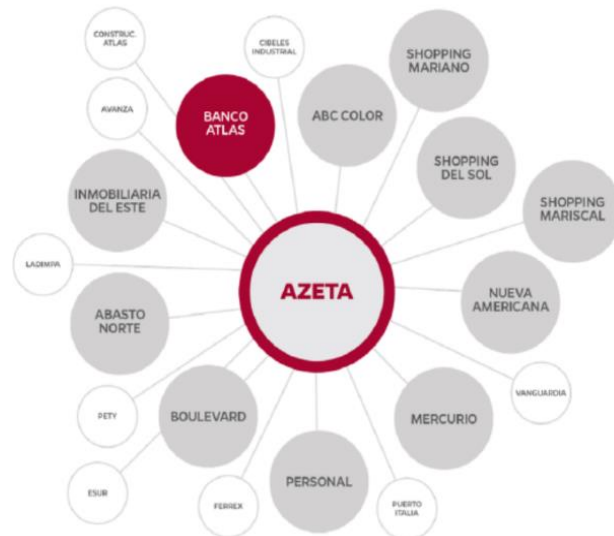 CONSTRUC.
ATLAS
CIBELES
INDUSTRIAL
SHOPPING
MARIANO
AVANZA
BANCO
ATLAS
ABC COLOR
SHOPPING
DEL SOL
INMOBILIARIA
DEL ESTE
SHOPPING
MARISCAL
LADIMPA
AZETA
NUEVA
AMERICANA
ABASTO
NORTE
VANGUARDIA
PETY
BOULEVARD
MERCURIO
ESUR
FERREX
PERSONAL
PUERTO
ITALIA